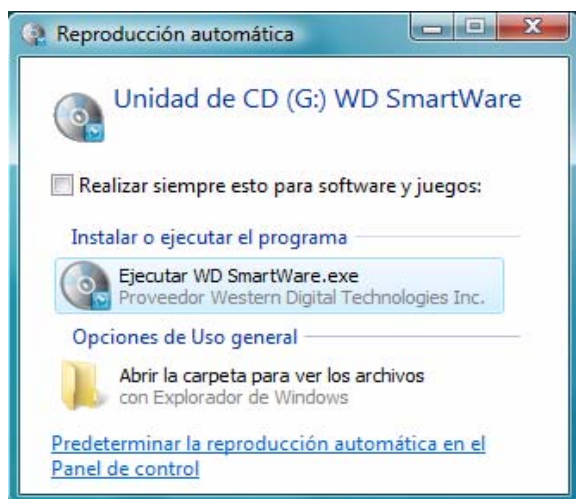 Reproducción automática
Unidad de CD (G:) WD SmartWare
Realizar siempre esto para software y juegos:
Instalar o ejecutar el programa
Ejecutar WD SmartWare.exe
Proveedor Western Digital Technologies Inc.
Opciones de Uso general
Abrir la carpeta para ver los archivos
con Explorador de Windows
Predeterminar la reproducción automática en el
Panel de control